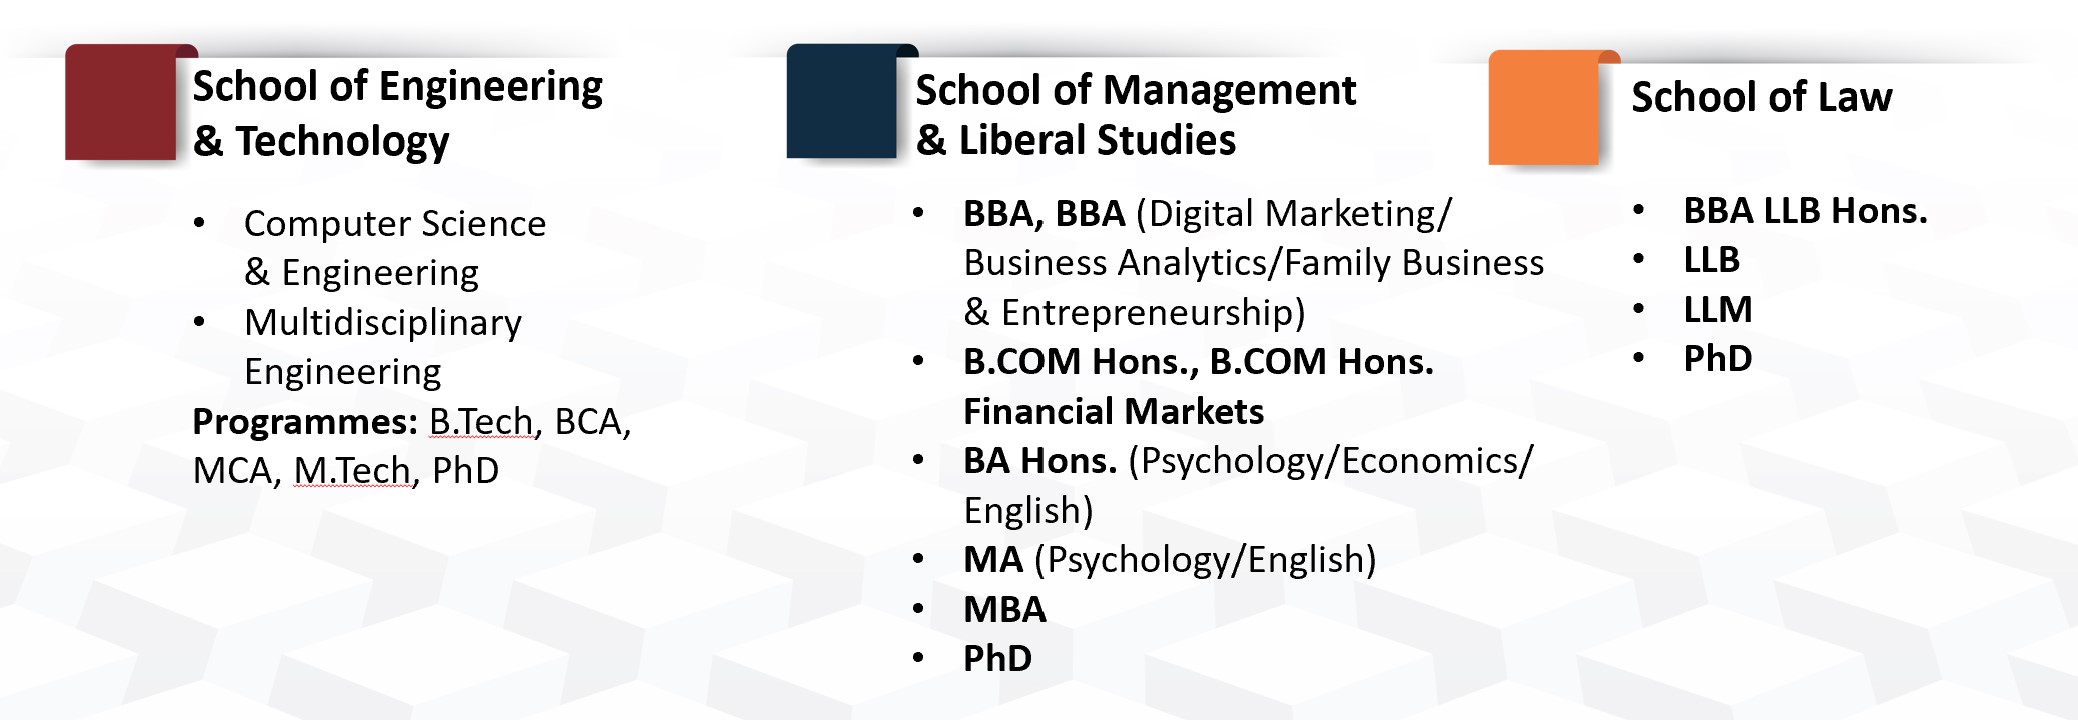 School of Engineering
& Technology
• Computer Science
& Engineering
• Multidisciplinary
Engineering
Programmes: B.Tech, BCA,
MCA, M.Tech, PhD
School of Management
& Liberal Studies
• BBA, BBA (Digital Marketing/
Business Analytics/Family Business
& Entrepreneurship)
• B.COM Hons., B.COM Hons.
Financial Markets
• BA Hons. (Psychology/Economics/
English)
• MA (Psychology/English)
• MBA
• PhD
School of Law
• BBA LLB Hons.
• LLB
• LLM
• PhD